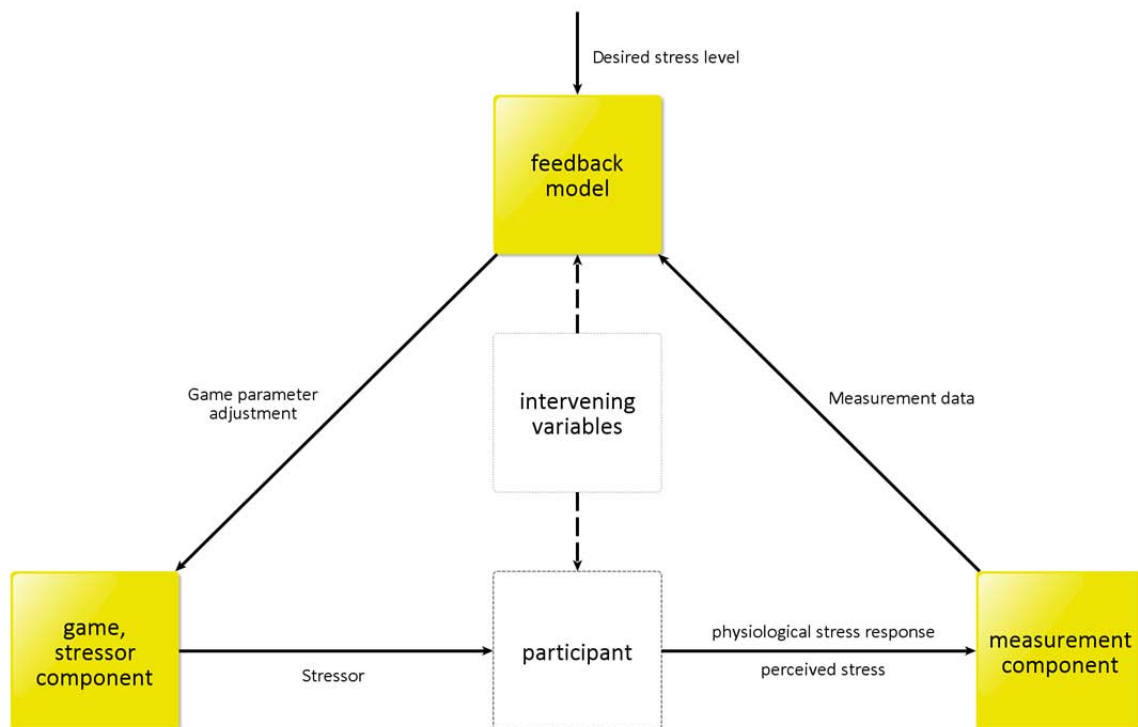 Desired stress level
feedback
model
Game parameter
adjustment
intervening
variables
Measurement data
game,
stressor
component
Stressor
participant
physiological stress response
perceived stress
measurement
component